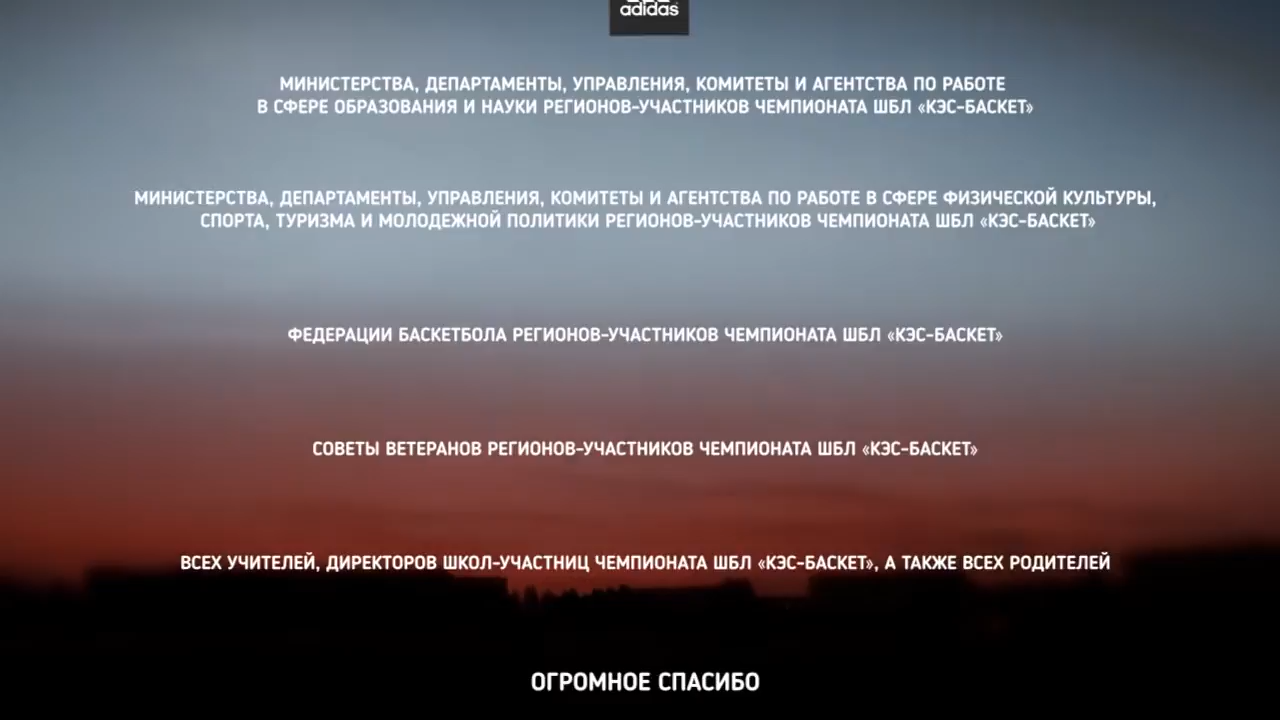 adidas
МИНИСТЕРСТВА, ДЕПАРТАМЕНТЫ, УПРАВЛЕНИЯ, КОМИТЕТЫ И АГЕНТСТВА ПО РАБОТЕ
В СФЕРЕ ОБРАЗОВАНИЯ И НАУКИ РЕГИОНОВ-УЧАСТНИКОВ ЧЕМПИОНАТА ШБЛ «КЭС-БАСКЕТ»
МИНИСТЕРСТВА, ДЕПАРТАМЕНТЫ, УПРАВЛЕНИЯ, КОМИТЕТЫ И АГЕНТСТВА ПО РАБОТЕ В СФЕРЕ ФИЗИЧЕСКОЙ КУЛЬТУРЫ,
СПОРТА, ТУРИЗМА И МОЛОДЕЖНОЙ ПОЛИТИКИ РЕГИОНОВ-УЧАСТНИКОВ ЧЕМПИОНАТА ШБЛ «КЭС-БАСКЕТ»
ФЕДЕРАЦИИ БАСКЕТБОЛА РЕГИОНОВ-УЧАСТНИКОВ ЧЕМПИОНАТА ШБЛ «КЭС-БАСКЕТ»
СОВЕТЫ ВЕТЕРАНОВ РЕГИОНОВ-УЧАСТНИКОВ ЧЕМПИОНАТА ШБЛ «КЭС-БАСКЕТ»
ВСЕХ УЧИТЕЛЕЙ, ДИРЕКТОРОВ ШКОЛ-УЧАСТНИЦ ЧЕМПИОНАТА ШБЛ «КЭС-БАСКЕТ», А ТАКЖЕ ВСЕХ РОДИТЕЛЕЙ
ОГРОМНОЕ СПАСИБО